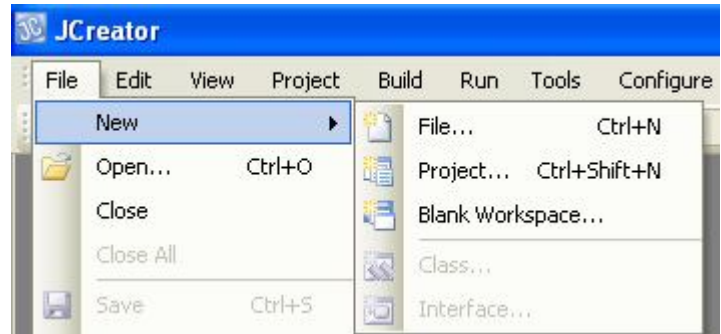 JCreator
File Edit View Project Build Run Tools Configure
New
File... Ctrl+N
Open... Ctrl+O
Project... Ctrl+Shift+N
Close
Blank Workspace...
Close All
Class...
Save Ctrl+S
Interface...